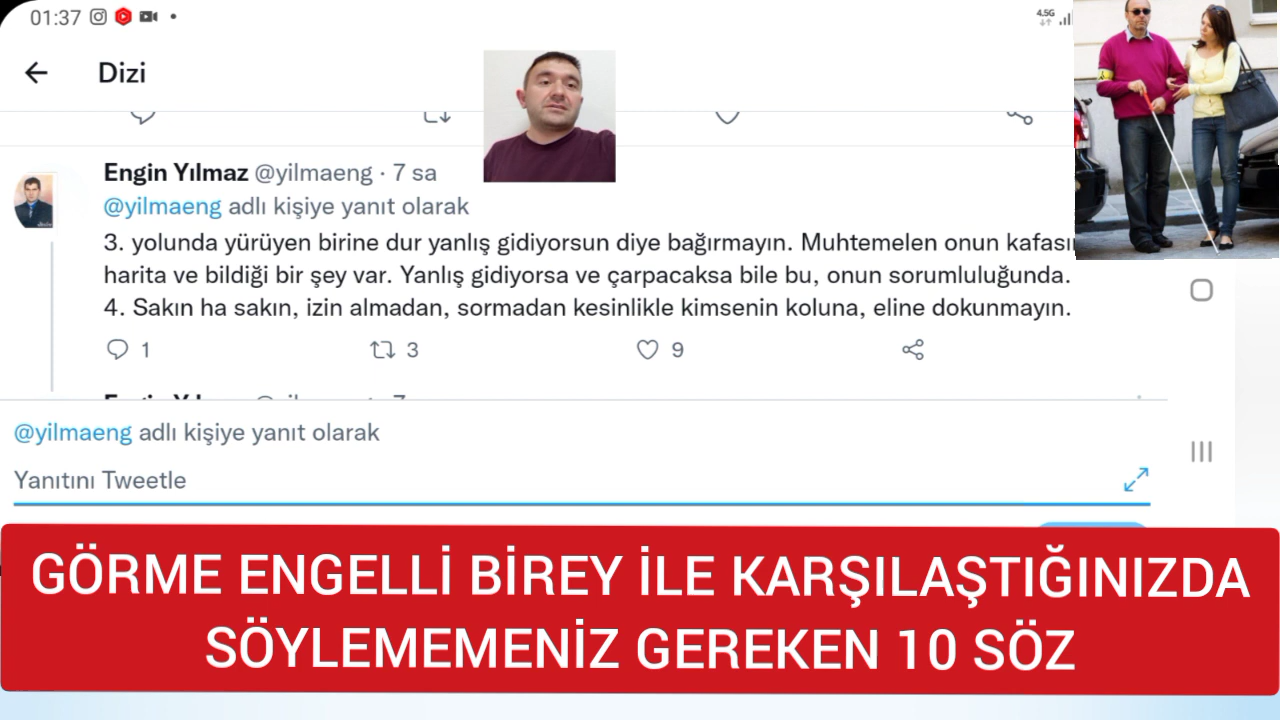 01:37
4.5G
Dizi
Engin Yılmaz @yilmaeng · 7 sa
@yilmaeng adlı kişiye yanıt olarak
3. yolunda yürüyen birine dur yanlış gidiyorsun diye bağırmayın. Muhtemelen onun
harita ve bildiği bir şey var. Yanlış gidiyorsa ve çarpacaksa bile bu, onun sorumluluğunda.
4. Sakın ha sakın, izin almadan, sormadan kesinlikle kimsenin koluna, eline dokunmayın.
1 3 9
@yilmaeng adlı kişiye yanıt olarak
Yanıtını Tweetle
GÖRME ENGELLİ BİREY İLE KARŞILAŞTIĞINIZDA
SÖYLEMEMENİZ GEREKEN 10 SÖZ